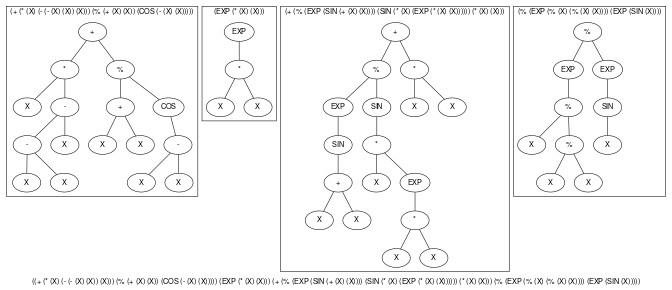 (+ (* (X) (- (- (X) (X)) (X))) (% (+ (X) (X)) (COS (- (X) (X)))))
(EXP (* (X) (X)))
(+ (% (EXP (SIN (+ (X) (X)))) (SIN (* (X) (EXP (* (X) (X)))))) (* (X) (X)))
(% (EXP (% (X) (% (X) (X)))) (EXP (SIN (X))))
+
EXP
+
%
* %
*
% *
EXP EXP
X - + COS
X X
EXP SIN X X
% SIN
- X X X -
SIN *
X % X
X X X X
+ X EXP
X X
X X *
X X
((+ (* (X) (- (- (X) (X)) (X))) (% (+ (X) (X)) (COS (- (X) (X))))) (EXP (* (X) (X))) (+ (% (EXP (SIN (+ (X) (X)))) (SIN (* (X) (EXP (* (X) (X)))))) (* (X) (X))) (% (EXP (% (X) (% (X) (X)))) (EXP (SIN (X)))))